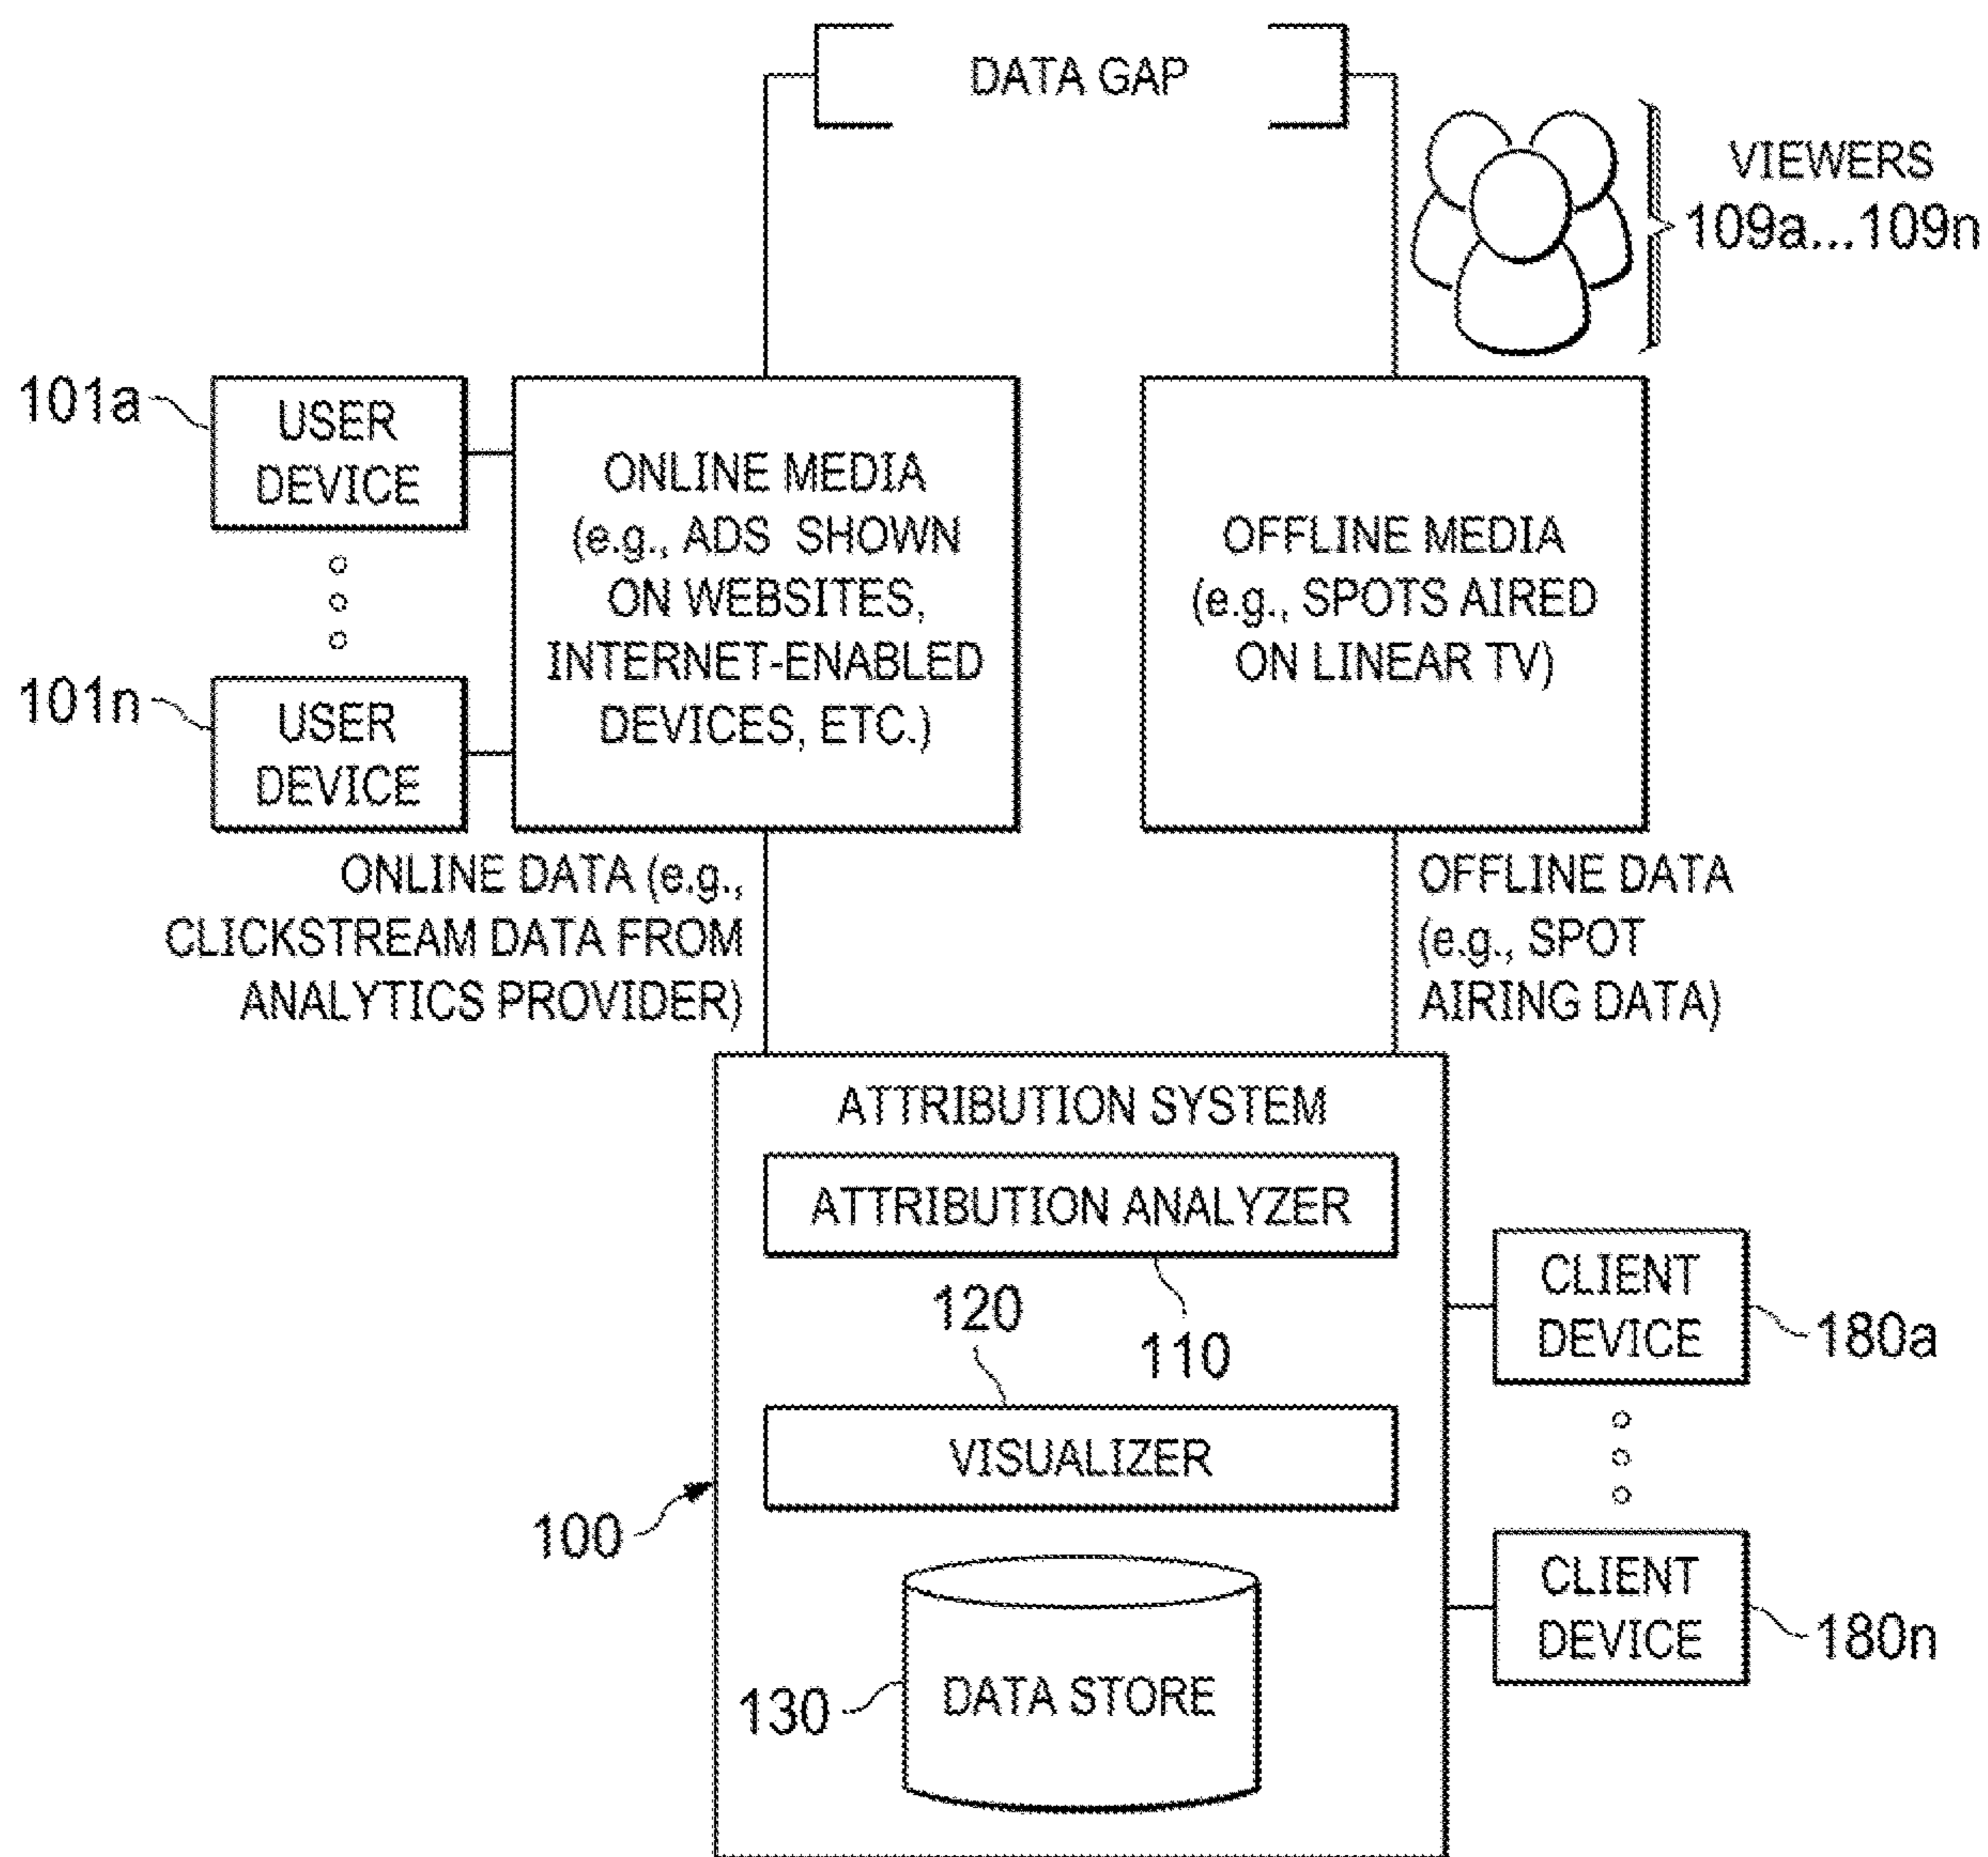 DATA GAP
VIEWERS
109a...109n
101a
USER
DEVICE
101n
USER
DEVICE
ONLINE MEDIA
(e.g., ADS SHOWN
ON WEBSITES,
INTERNET-ENABLED
DEVICES, ETC.)
OFFLINE MEDIA
(e.g., SPOTS AIRED
ON LINEAR TV)
ONLINE DATA (e.g.,
CLICKSTREAM DATA FROM
ANALYTICS PROVIDER)
OFFLINE DATA
(e.g., SPOT
AIRING DATA)
ATTRIBUTION SYSTEM
ATTRIBUTION ANALYZER
110
120
VISUALIZER
100
130
DATA STORE
CLIENT
DEVICE
180a
CLIENT
DEVICE
180n